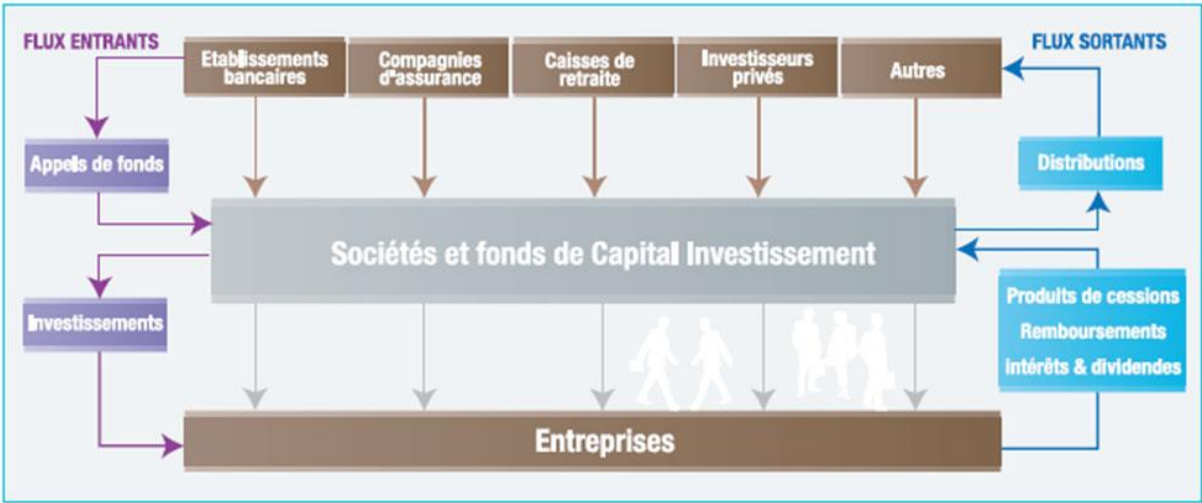 FLUX ENTRANTS
Etablissements
bancaires
Compagnies
d'assurance
Caisses de
retraite
Investisseurs
privés
Autres
FLUX SORTANTS
Appels de fonds
Distributions
Sociétés et fonds de Capital Investissement
Investissements
Produits de cessions
Remboursements
intérêts & dividendes
Entreprises